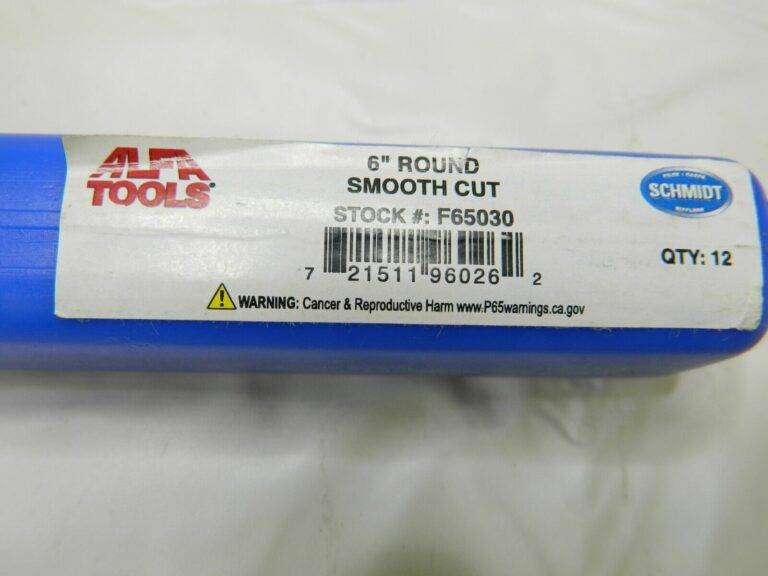 ALFA
TOOLS®
6" ROUND
SMOOTH CUT
STOCK #: F65030
7 21511 96026 2
SCHMIDT
QTY: 12
WARNING: Cancer & Reproductive Harm www.P65warnings.ca.gov